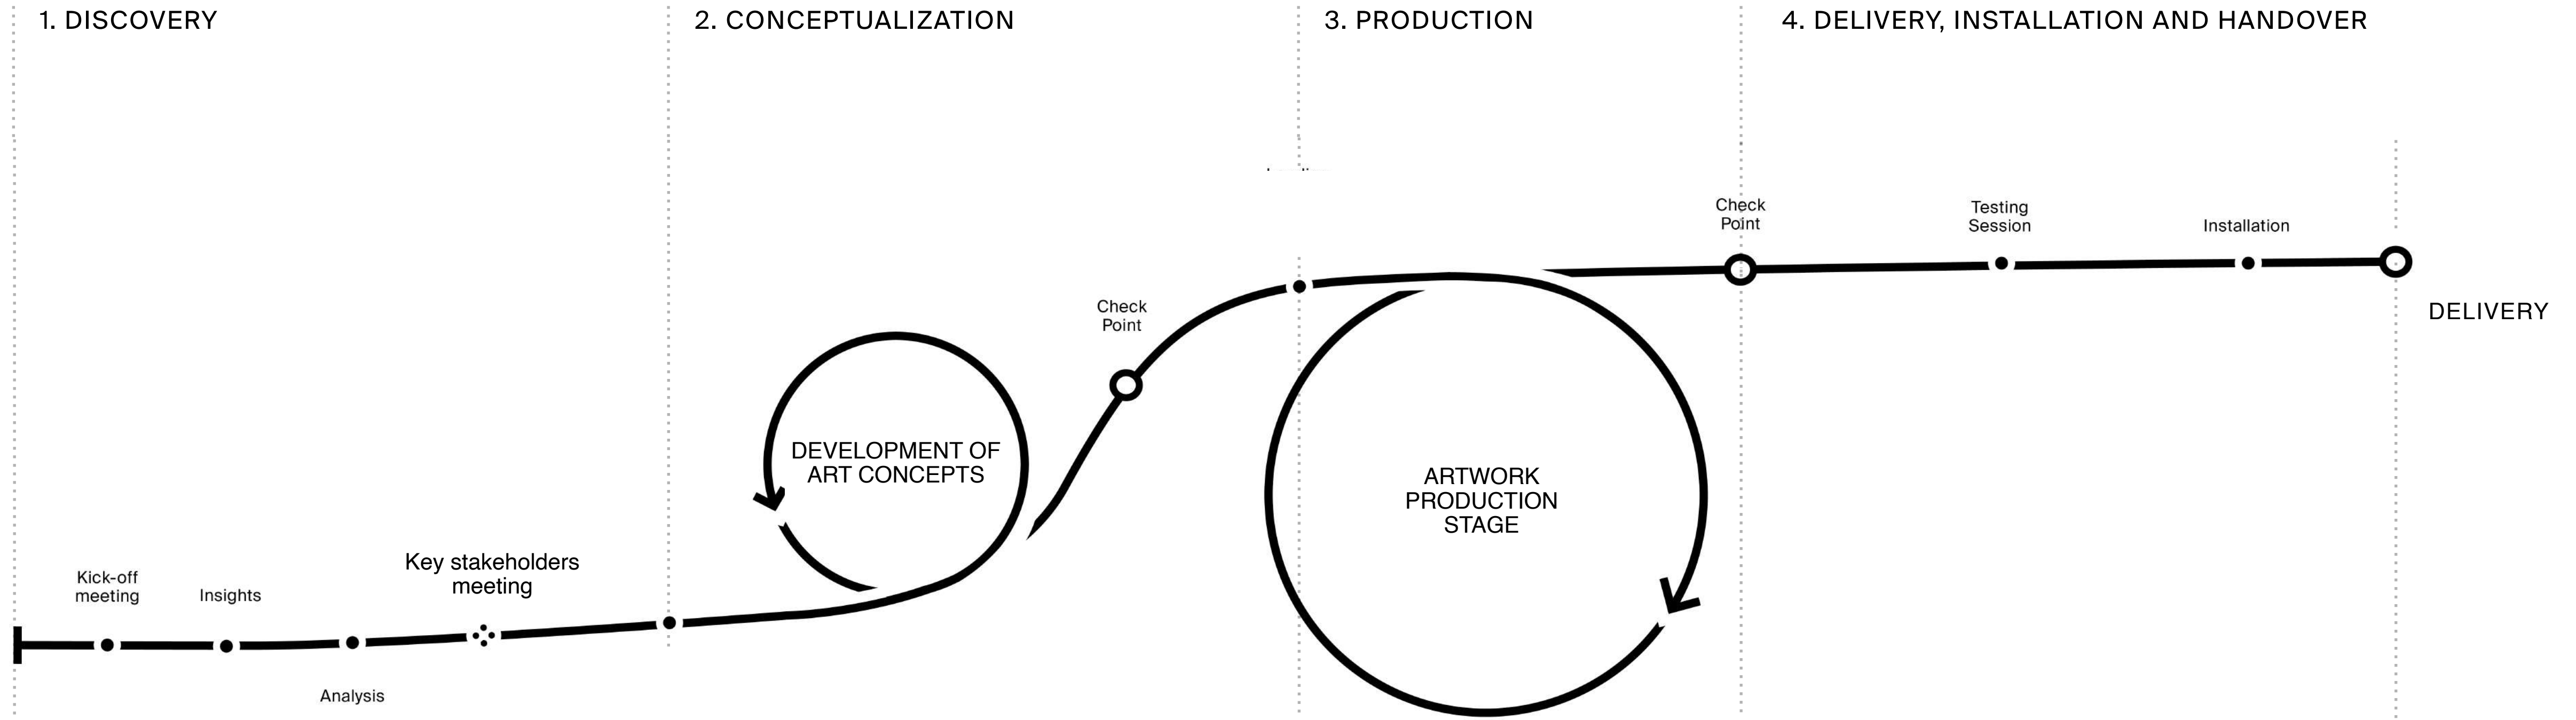 1. DISCOVERY
2. CONCEPTUALIZATION
3. PRODUCTION
4. DELIVERY, INSTALLATION AND HANDOVER
Kick-off
meeting
Insights
Analysis
Key stakeholders
meeting
DEVELOPMENT OF
ART CONCEPTS
Check
Point
ARTWORK
PRODUCTION
STAGE
Check
Point
Testing
Session
Installation
DELIVERY